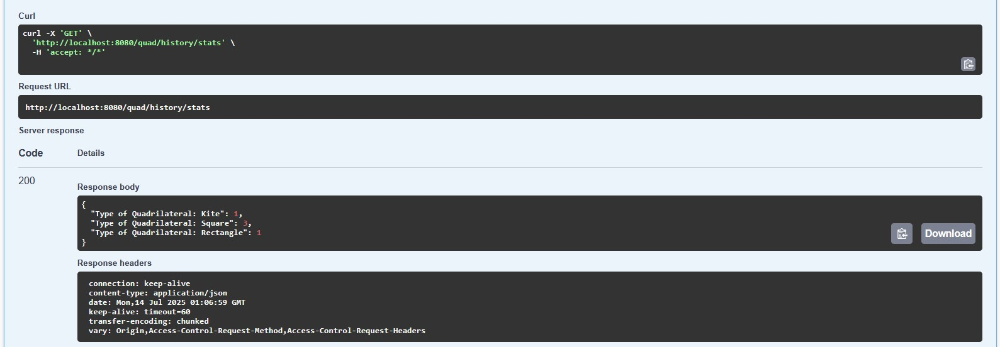 Curl
curl -X 'GET' \
'http://localhost:8080/quad/history/stats' \
-H 'accept: */*'
Request URL
http://localhost:8080/quad/history/stats
Server response
Code Details
200
Response body
{
"Type of Quadrilateral: Kite": 1,
"Type of Quadrilateral: Square": 3,
"Type of Quadrilateral: Rectangle": 1
}
Download
Response headers
connection: keep-alive
content-type: application/json
date: Mon,14 Jul 2025 01:06:59 GMT
keep-alive: timeout=60
transfer-encoding: chunked
vary: Origin,Access-Control-Request-Method,Access-Control-Request-Headers